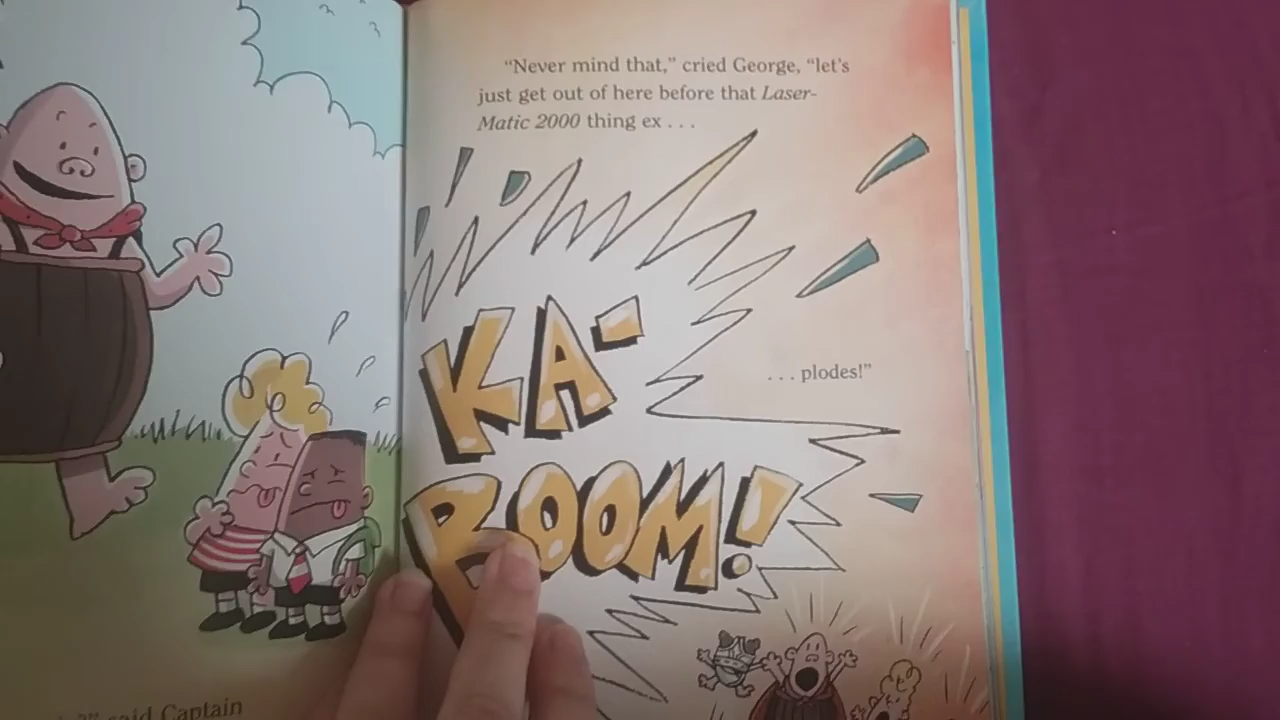 said Captain
“Never mind that,” cried George, “let’s
just get out of here before that Laser-
Matic 2000 thing ex . . .
KA-
. . . plodes!”
BOOM!